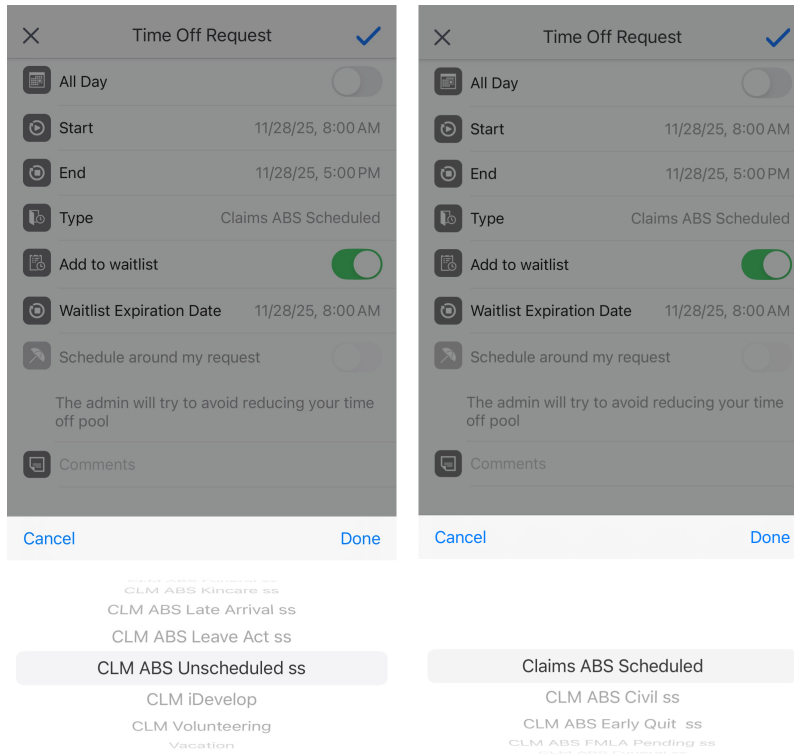 Time Off Request
All Day
Start 11/28/25, 8:00 AM
End 11/28/25, 5:00 PM
Type Claims ABS Scheduled
Add to waitlist
Waitlist Expiration Date 11/28/25, 8:00 AM
Schedule around my request
The admin will try to avoid reducing your time
off pool
Comments
Cancel Done
CLM ABS Kincare ss
CLM ABS Late Arrival ss
CLM ABS Leave Act ss
CLM ABS Unscheduled ss
CLM iDevelop
CLM Volunteering
Vacation
Time Off Request
All Day
Start 11/28/25, 8:00 AM
End 11/28/25, 5:00 PM
Type Claims ABS Scheduled
Add to waitlist
Waitlist Expiration Date 11/28/25, 8:00 AM
Schedule around my request
The admin will try to avoid reducing your time
off pool
Comments
Cancel Done
Claims ABS Scheduled
CLM ABS Civil ss
CLM ABS Early Quit ss
CLM ABS FMLA Pending ss